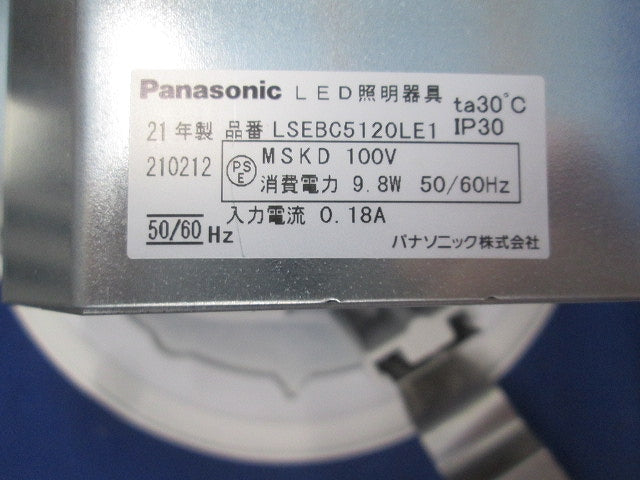 Panasonic LED照明器具 ta30°C
21年製 品番 LSEBC5120LE1 IP30
210212 PSE MSKD 100V
消費電力 9.8W 50/60Hz
入力電流 0.18A
50/60 Hz
パナソニック株式会社